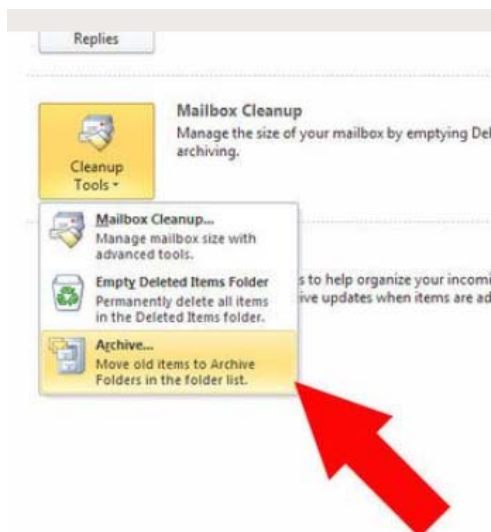 Replies
Mailbox Cleanup
Manage the size of your mailbox by emptying Del
archiving.
Cleanup
Tools
Mailbox Cleanup...
Manage mailbox size with
advanced tools.
Empty Deleted Items Folder
Permanently delete all items
in the Deleted Items folder.
s to help organize your incomi
ive updates when items are ad
Archive...
Move old items to Archive
Folders in the folder list.